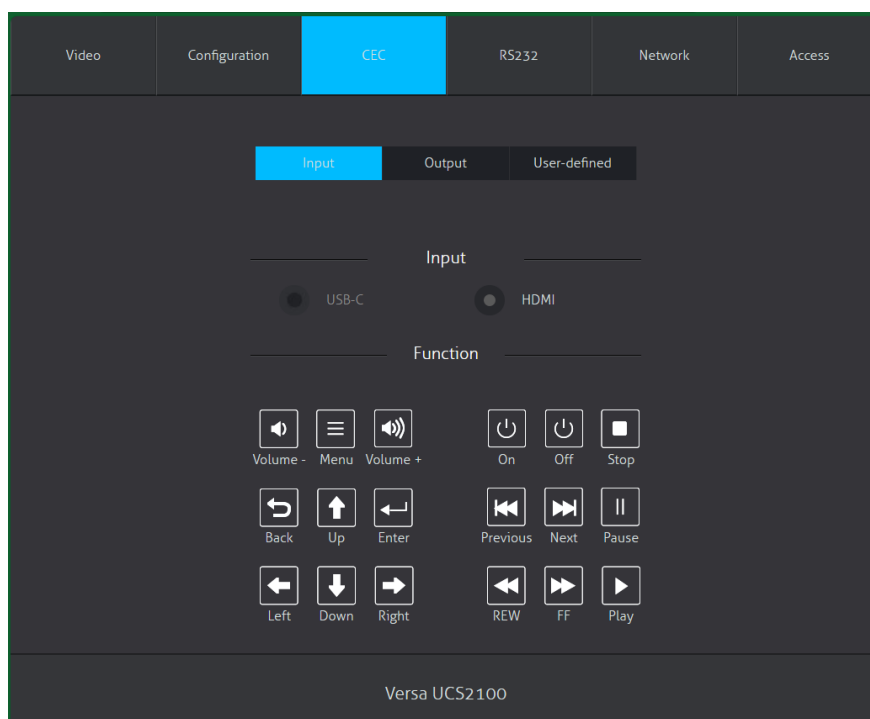 Video Configuration CEC RS232 Network Access
Input Output User-defined
Input
USB-C HDMI
Function
Volume - Menu Volume + On Off Stop
Back Up Enter Previous Next Pause
Left Down Right REW FF Play
Versa UCS2100